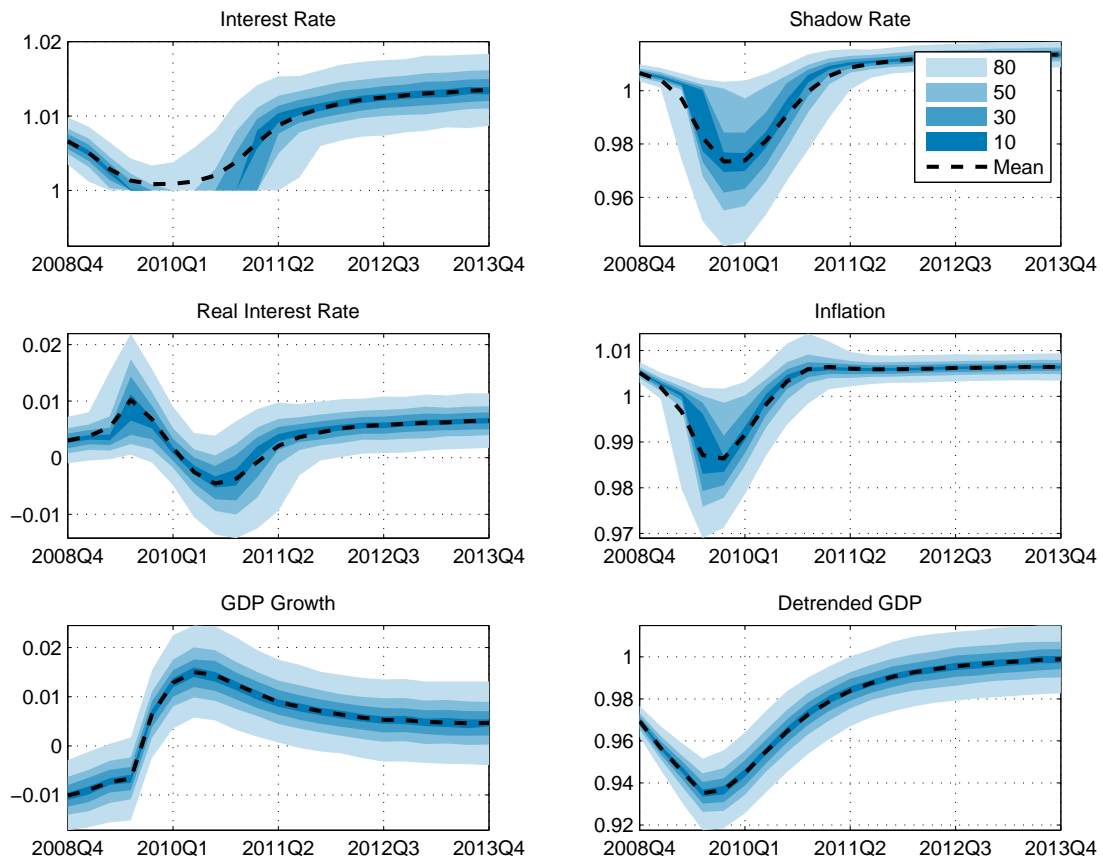 Interest Rate
1.02
1.01
1
2008Q4 2010Q1 2011Q2 2012Q3 2013Q4
Shadow Rate
1
0.98
0.96
80
50
30
10
Mean
2008Q4 2010Q1 2011Q2 2012Q3 2013Q4
Real Interest Rate
0.02
0.01
0
−0.01
2008Q4 2010Q1 2011Q2 2012Q3 2013Q4
Inflation
1.01
1
0.99
0.98
0.97
2008Q4 2010Q1 2011Q2 2012Q3 2013Q4
GDP Growth
0.02
0.01
0
−0.01
2008Q4 2010Q1 2011Q2 2012Q3 2013Q4
Detrended GDP
1
0.98
0.96
0.94
0.92
2008Q4 2010Q1 2011Q2 2012Q3 2013Q4